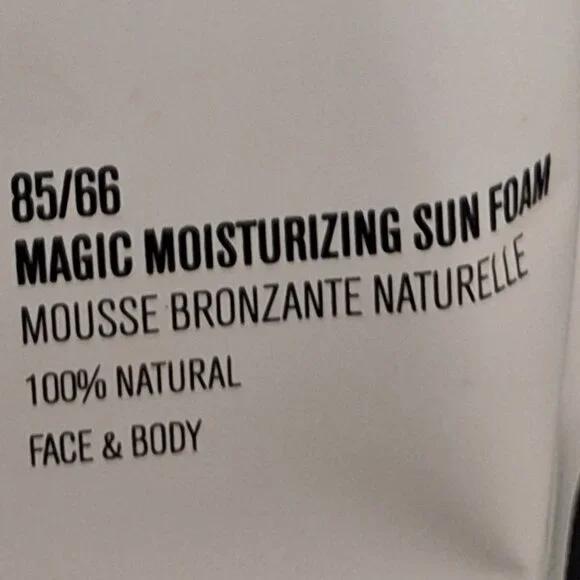 85/66
MAGIC MOISTURIZING SUN FOAM
MOUSSE BRONZANTE NATURELLE
100% NATURAL
FACE & BODY